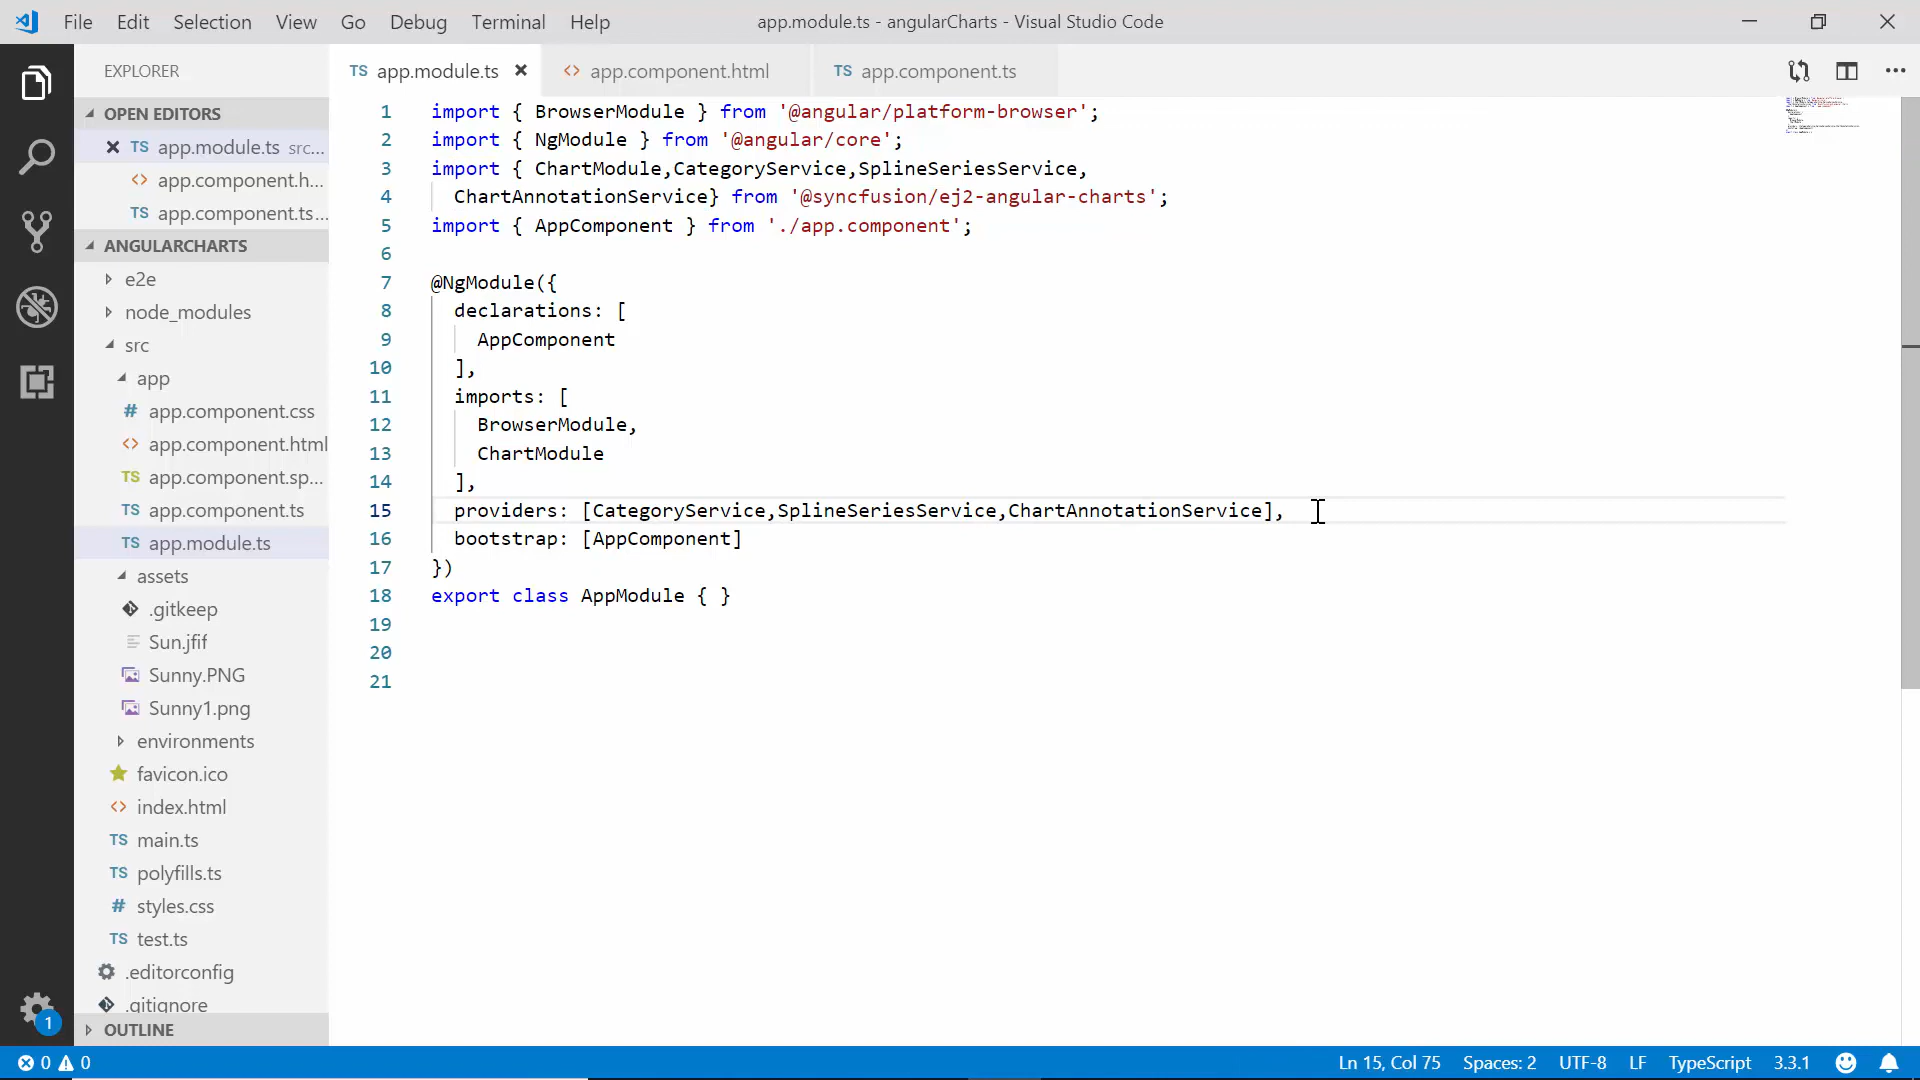 File Edit Selection View Go Debug Terminal Help
app.module.ts - angularCharts - Visual Studio Code
EXPLORER
OPEN EDITORS
TS app.module.ts src...
<> app.component.h...
TS app.component.ts...
ANGULARCHARTS
e2e
node_modules
src
app
# app.component.css
<> app.component.html
TS app.component.sp...
TS app.component.ts
TS app.module.ts
assets
.gitkeep
Sun.jfif
Sunny.PNG
Sunny1.png
environments
favicon.ico
<> index.html
TS main.ts
TS polyfills.ts
# styles.css
TS test.ts
.editorconfig
.gitignore
OUTLINE
1
TS app.module.ts
<> app.component.html
TS app.component.ts
1 import { BrowserModule } from '@angular/platform-browser';
2 import { NgModule } from '@angular/core';
3 import { ChartModule,CategoryService,SplineSeriesService,
4 ChartAnnotationService} from '@syncfusion/ej2-angular-charts';
5 import { AppComponent } from './app.component';
6
7 @NgModule({
8 declarations: [
9 AppComponent
10 ],
11 imports: [
12 BrowserModule,
13 ChartModule
14 ],
15 providers: [CategoryService,SplineSeriesService,ChartAnnotationService],
16 bootstrap: [AppComponent]
17 })
18 export class AppModule { }
19
20
21
0 0
Ln 15, Col 75 Spaces: 2 UTF-8 LF TypeScript 3.3.1